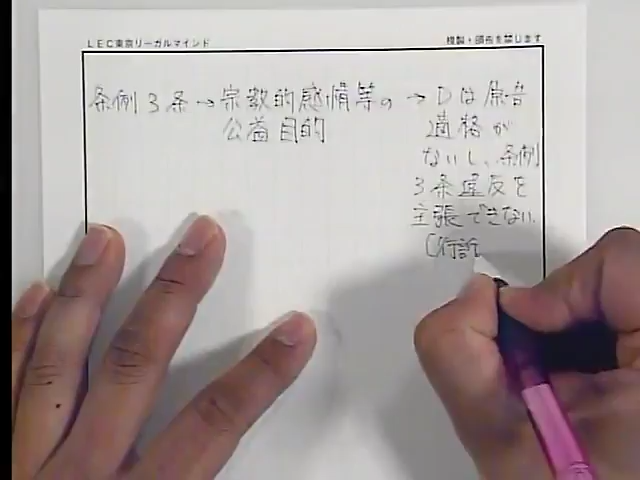 LEC東京リーガルマインド
複製・頒布を禁じます
条例3条→宗教的感情等の→Dは原告
公益目的
適格が
ないし、条例
3条違反を
主張できない
(行訴